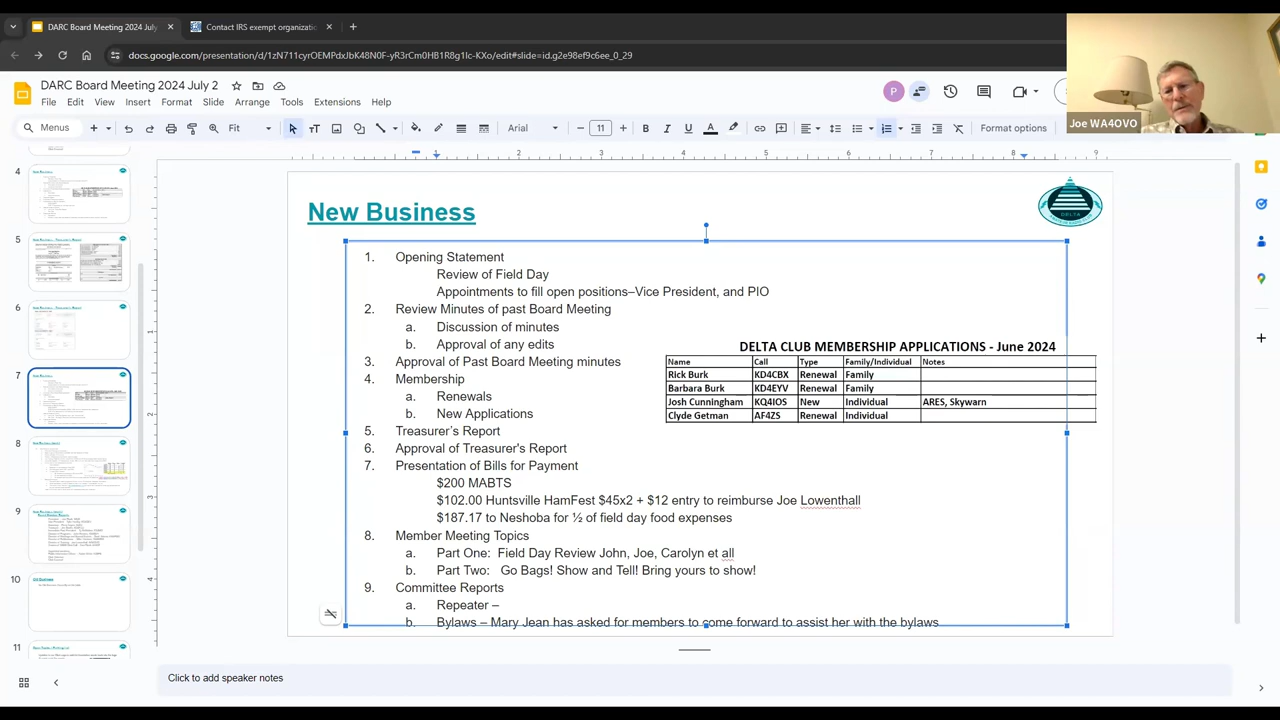 DARC Board Meeting 2024 July
Contact IRS exempt organizatio
docs.google.com/presentation/d/1zN711cyrOEMPdxJbK48N0F-yR3rCm0HB1R8g1Ic-KXo/edit#slide=id.g2e98ef9c6ee_0_29
DARC Board Meeting 2024 July 2
File Edit View Insert Format Slide Arrange Tools Extensions Help
P
Joe WA4OVO
Menus Fit Arial 11 Format options
New Business
DELTA
Opening Statement
Review of Field Day
Appointments to fill open positions–Vice President, and PIO
2. Review Minutes of Past Board Meeting
a. Discussion of minutes
b. Approval of any edits
3. Approval of Past Board Meeting minutes
4. Membership
a. Renewals
b. New Applications
DELTA CLUB MEMBERSHIP APPLICATIONS - June 2024
Name Call Type Family/Individual Notes
Rick Burk KD4CBX Renewal Family
Barbara Burk KD4EYV Renewal Family
Josh Cunningham KQ4IOS New Individual ARES, Skywarn
Clyde Getman AF4ZS Renewal Individual
Treasurer's Report
6. Approval of Treasurer's Report
7. Presentation of Bills for Payment
$200 M
BTS
$102.00 Huntsville HamFest $45x2 + $12 entry to reimburse Joe Lowenthall
Neshoba for ½ of field day food expenses
Member Meeting Topics
a. Part One: Field Day Review John, Joe, Carolyn et all
b. Part Two: Go Bags! Show and Tell! Bring yours to show!
9. Committee Reports
a. Repeater –
b. Bylaws – Mary Jean has asked for members to come forward to assist her with the bylaws
Click to add speaker notes
4
5
6
7
8
9
10
11